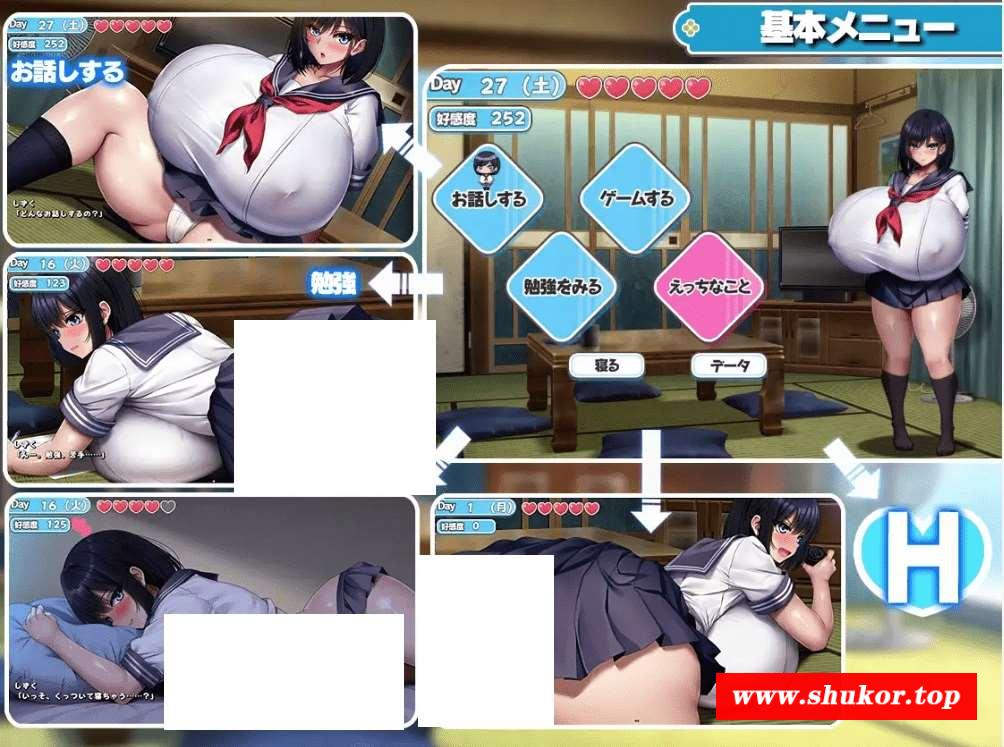 基本メニュー
Day 27 (土)
好感度 252
お話しする
しずく
「どんなお話しするの?」
Day 27 (土)
好感度 252
お話しする
ゲームする
勉強をみる
えっちなこと
寝る
データ
Day 16 (火)
好感度 123
勉強
しずく
「えー。勉強、苦手……」
Day 16 (火)
好感度 125
しずく
「いっそ、くっついて寝ちゃう……?」
Day 1 (月)
好感度 0
H
www.shukor.top